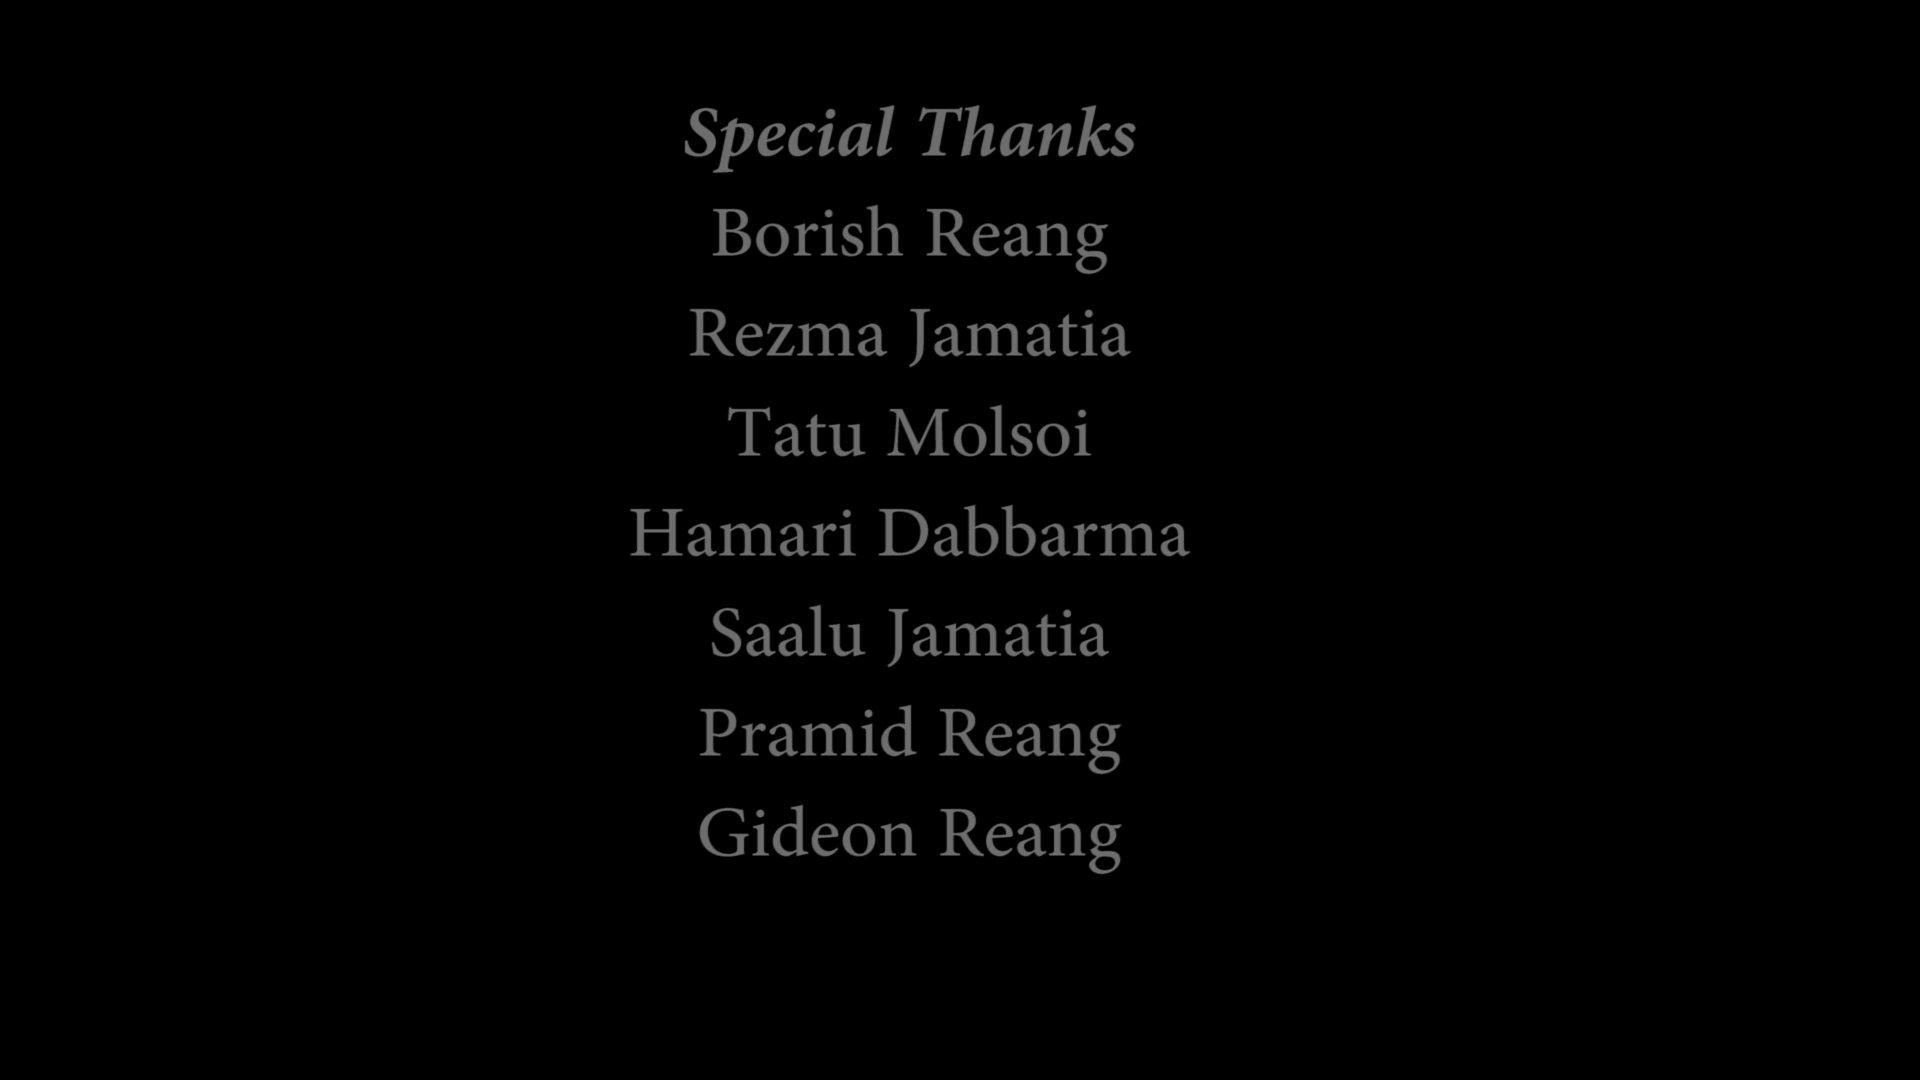 Special Thanks
Borish Reang
Rezma Jamatia
Tatu Molsoi
Hamari Dabbarma
Saalu Jamatia
Pramid Reang
Gideon Reang